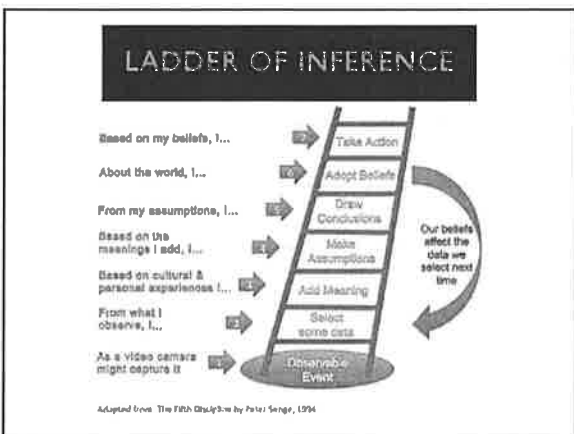 LADDER OF INFERENCE
Based on my beliefs, I...
Take Action
About the world, I...
Adopt Beliefs
From my assumptions, I...
Draw
Conclusions
Based on the
meanings I add, I...
Make
Assumptions
Based on cultural &
personal experiences I...
Add Meaning
From what I
observe, I...
Select
some data
As a video camera
might capture it
Observable
Event
Our beliefs
affect the
data we
select next
time
Adapted from The Fifth Discipline by Peter Senge, 1994